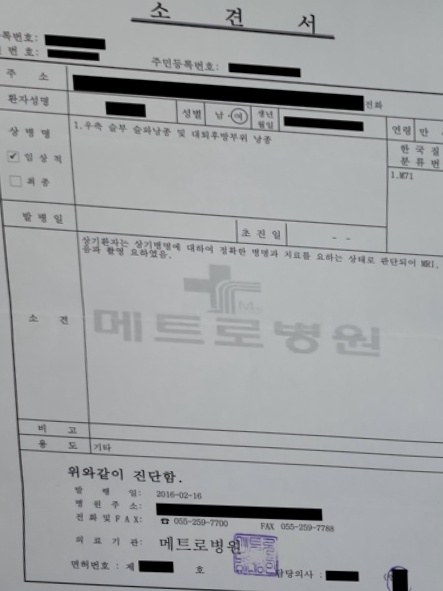 소 견 서
록번호:
번 호:
주민등록번호:
주 소
전화
환자성명
성별 남·여
생년
월일
연령 만
상 병 명
1.우측 슬부 슬와낭종 및 대퇴후방부위 낭종
한국질
분류번
✓ 임상적
1.M71
최 종
발 행 일
초 진 일
- -
소 견
상기환자는 상기병명에 대하여 정확한 병명과 치료를 요하는 상태로 판단되어 MRI,
음파 촬영 요하였음.
메트로병원
비 고
용 도
기타
위와같이 진단함.
발 행 일: 2016-02-16
병 원 주 소:
전 화 및 F A X: ☎ 055-259-7700 FAX 055-259-7788
의 료 기 관: 메트로병원
면허번호 : 제 호
담당의사 :